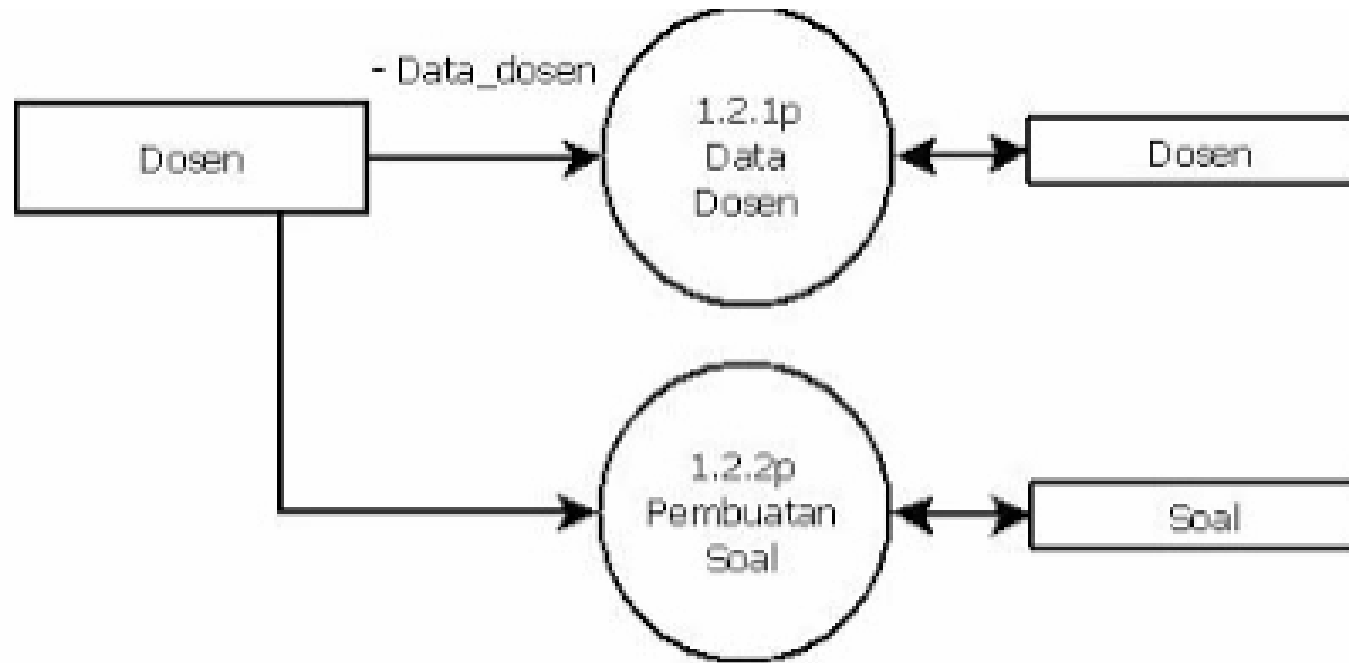 - Data_dosen
Dosen
1.2.1p
Data
Dosen
Dosen
1.2.2p
Pembuatan
Soal
Soal